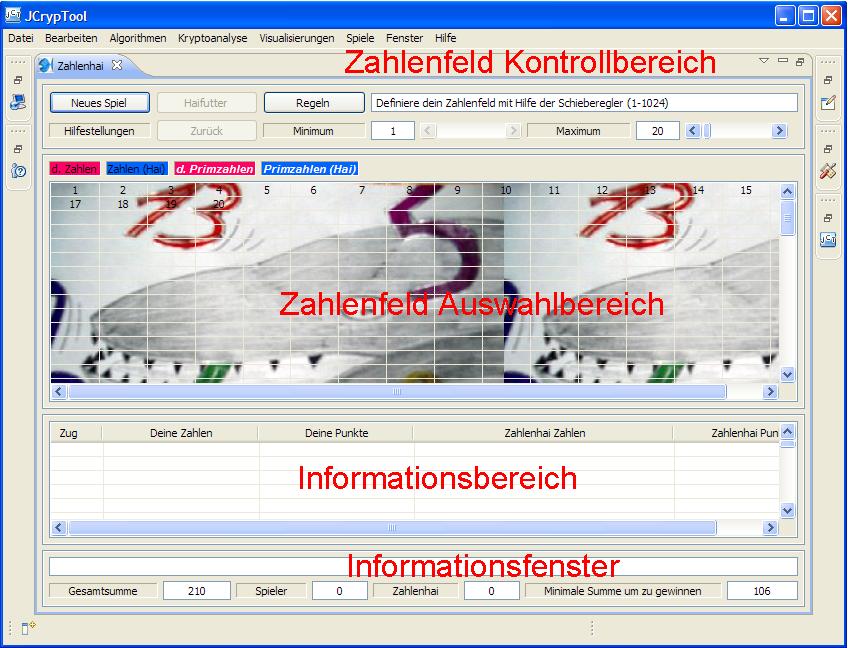 JCrypTool
Datei Bearbeiten Algorithmen Kryptoanalyse Visualisierungen Spiele Fenster Hilfe
Zahlenhai
Zahlenfeld Kontrollbereich
Neues Spiel Haifutter Regeln Definiere dein Zahlenfeld mit Hilfe der Schieberegler (1-1024)
Hilfestellungen Zurück Minimum 1 Maximum 20
d. Zahlen Zahlen (Hai) d. Primzahlen Primzahlen (Hai)
1 2 3 4 5 6 7 8 9 10 11 12 13 14 15
17 18 19 20
Zahlenfeld Auswahlbereich
Zug Deine Zahlen Deine Punkte Zahlenhai Zahlen Zahlenhai Pun
Informationsbereich
Informationsfenster
Gesamtsumme 210 Spieler 0 Zahlenhai 0 Minimale Summe um zu gewinnen 106